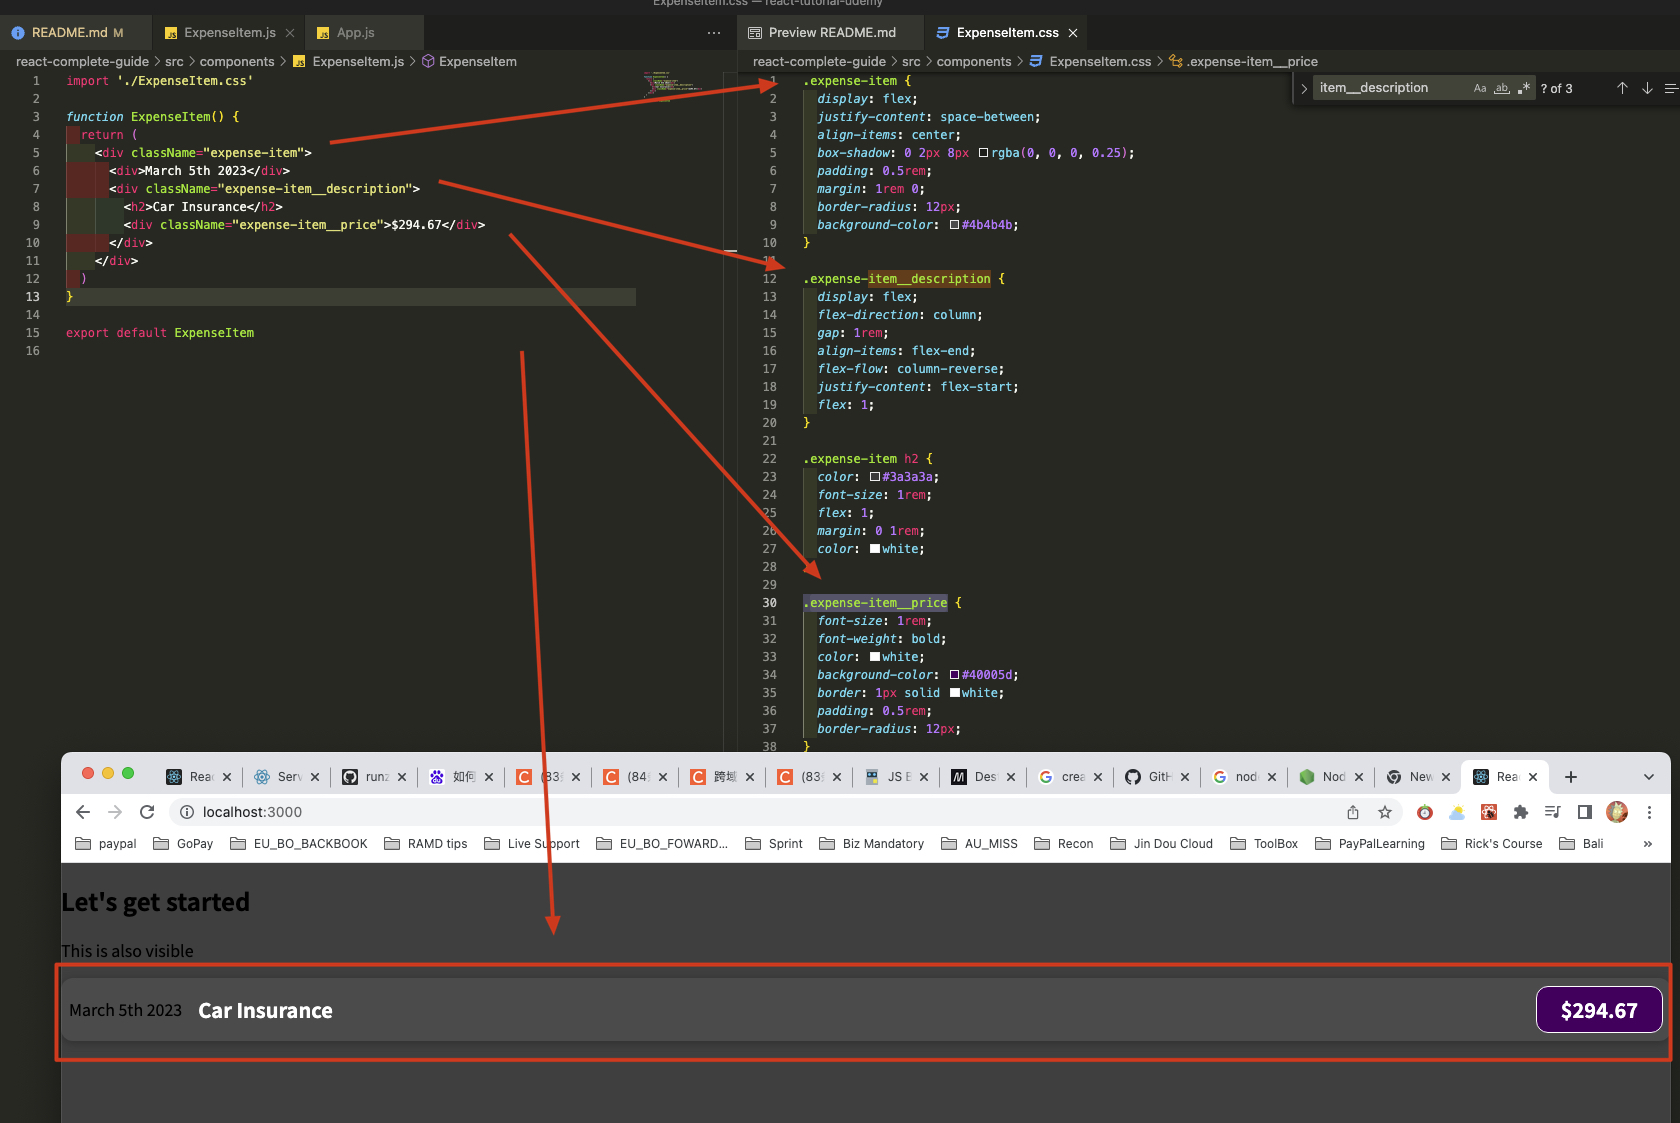 ExpenseItem.css — react-tutorial-udemy
README.md M
ExpenseItem.js
App.js
Preview README.md
ExpenseItem.css
react-complete-guide > src > components > ExpenseItem.js > ExpenseItem
1 import './ExpenseItem.css'
2
3 function ExpenseItem() {
4 return (
5 <div className="expense-item">
6 <div>March 5th 2023</div>
7 <div className="expense-item__description">
8 <h2>Car Insurance</h2>
9 <div className="expense-item__price">$294.67</div>
10 </div>
11 </div>
12 )
13 }
14
15 export default ExpenseItem
16
react-complete-guide > src > components > ExpenseItem.css > .expense-item__price
item__description Aa ab ? of 3
1 .expense-item {
2 display: flex;
3 justify-content: space-between;
4 align-items: center;
5 box-shadow: 0 2px 8px rgba(0, 0, 0, 0.25);
6 padding: 0.5rem;
7 margin: 1rem 0;
8 border-radius: 12px;
9 background-color: #4b4b4b;
10 }
11
12 .expense-item__description {
13 display: flex;
14 flex-direction: column;
15 gap: 1rem;
16 align-items: flex-end;
17 flex-flow: column-reverse;
18 justify-content: flex-start;
19 flex: 1;
20 }
21
22 .expense-item h2 {
23 color: #3a3a3a;
24 font-size: 1rem;
25 flex: 1;
26 margin: 0 1rem;
27 color: white;
28
29
30 .expense-item__price {
31 font-size: 1rem;
32 font-weight: bold;
33 color: white;
34 background-color: #40005d;
35 border: 1px solid white;
36 padding: 0.5rem;
37 border-radius: 12px;
38 }
Rea Serv runz 如何 (83 (84 跨域 (83 JS E Des crea GitH nod Nod New Rea
localhost:3000
paypal GoPay EU_BO_BACKBOOK RAMD tips Live Support EU_BO_FOWARD... Sprint Biz Mandatory AU_MISS Recon Jin Dou Cloud ToolBox PayPalLearning Rick's Course Bali »
Let's get started
This is also visible
March 5th 2023 Car Insurance $294.67